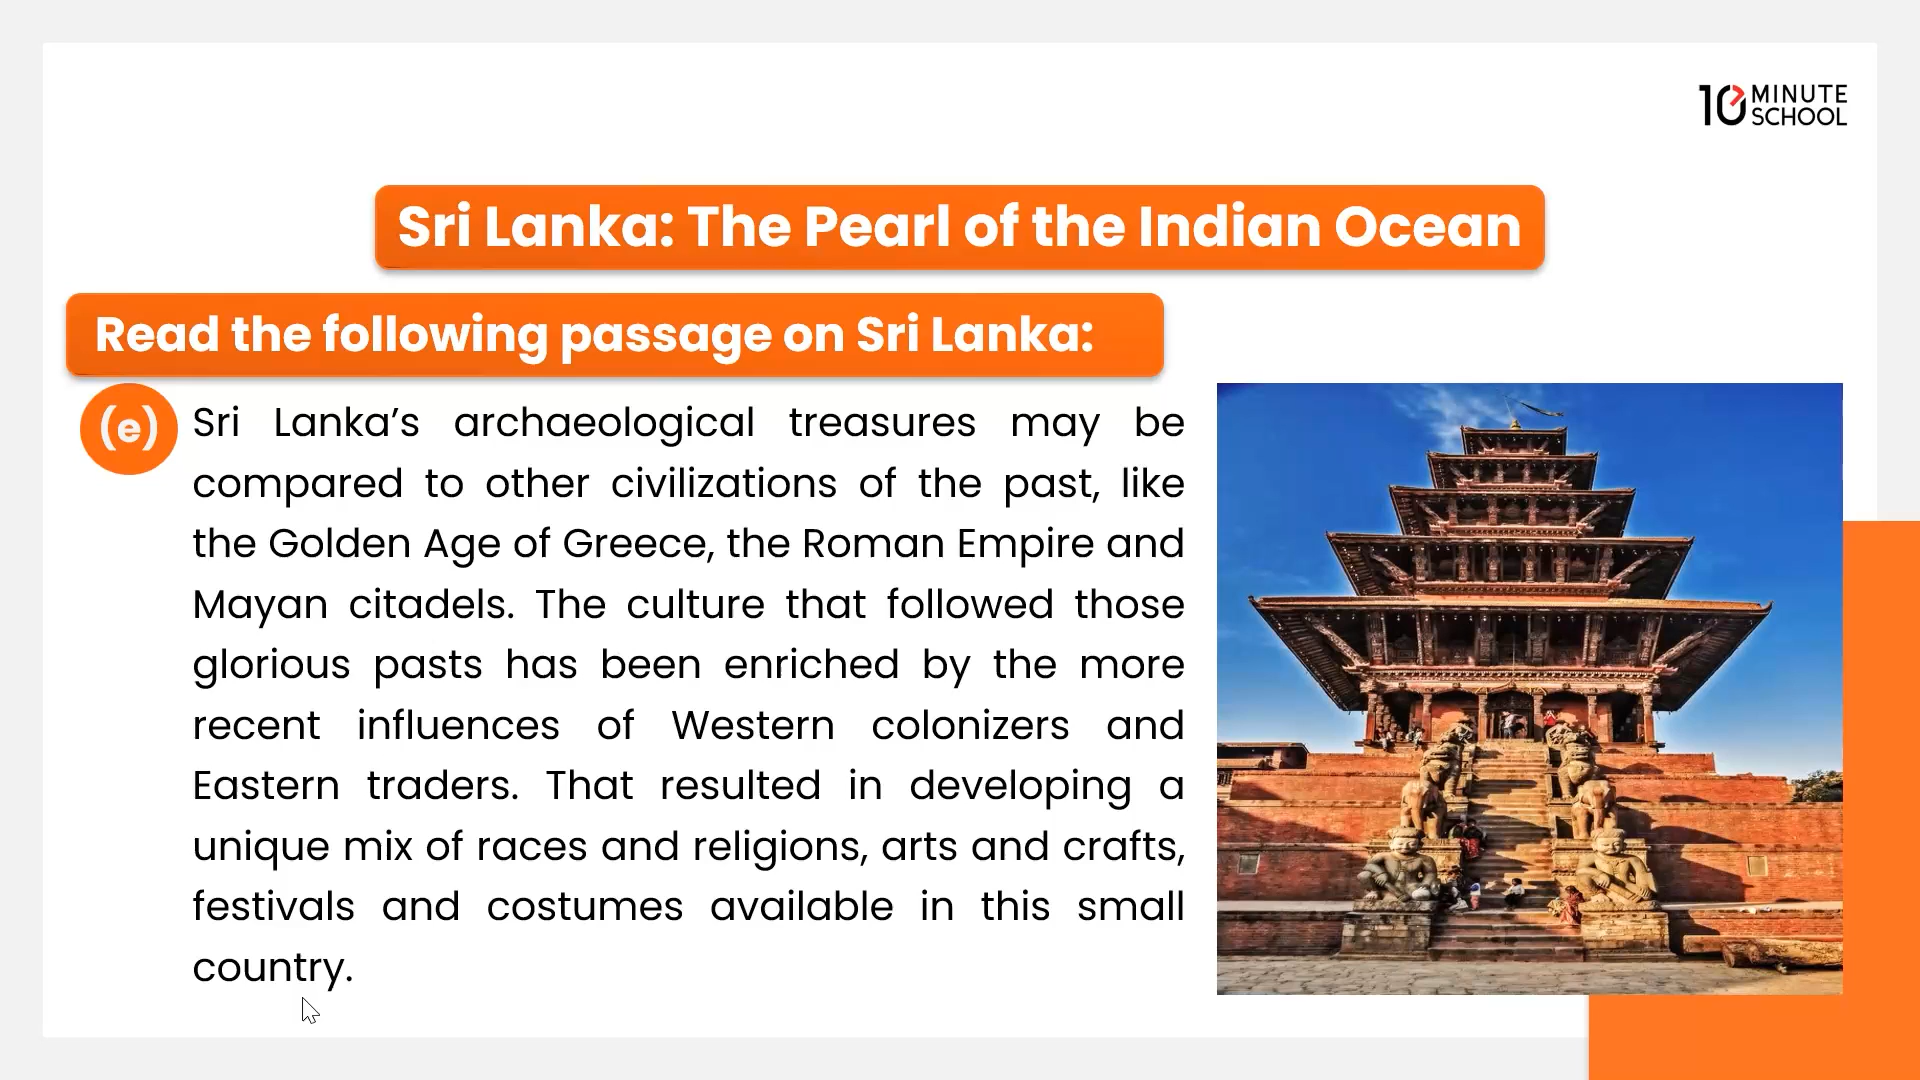 10 MINUTE
SCHOOL
Sri Lanka: The Pearl of the Indian Ocean
Read the following passage on Sri Lanka:
(e)
Sri Lanka’s archaeological treasures may be
compared to other civilizations of the past, like
the Golden Age of Greece, the Roman Empire and
Mayan citadels. The culture that followed those
glorious pasts has been enriched by the more
recent influences of Western colonizers and
Eastern traders. That resulted in developing a
unique mix of races and religions, arts and crafts,
festivals and costumes available in this small
country.